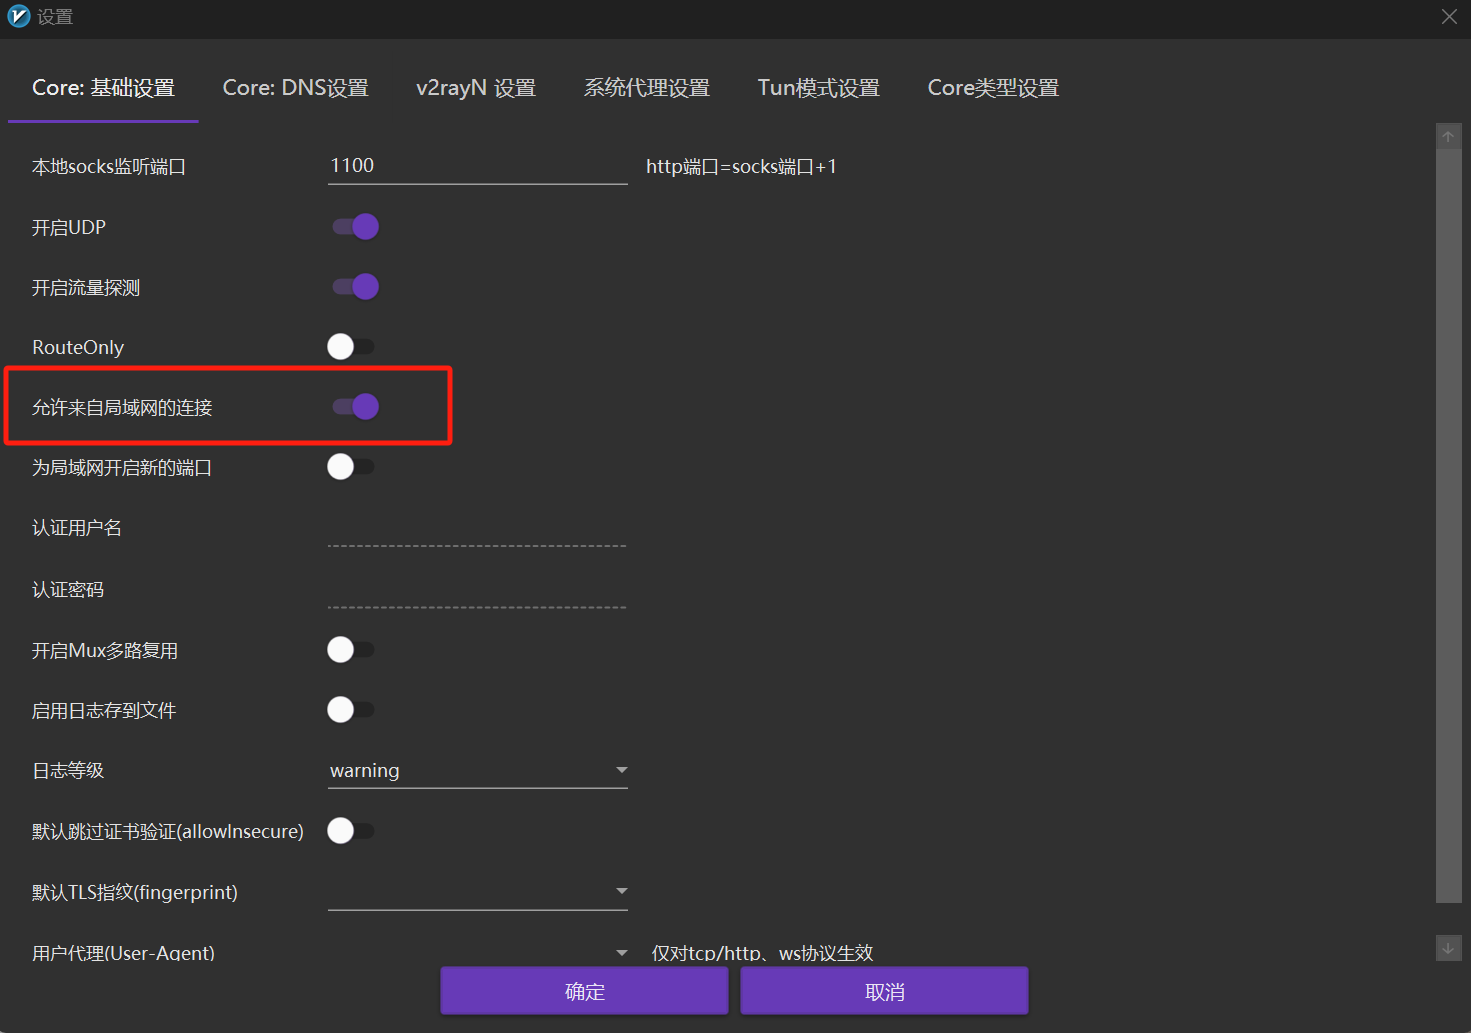 设置
Core: 基础设置 Core: DNS设置 v2rayN 设置 系统代理设置 Tun模式设置 Core类型设置
本地socks监听端口 1100 http端口=socks端口+1
开启UDP
开启流量探测
RouteOnly
允许来自局域网的连接
为局域网开启新的端口
认证用户名
认证密码
开启Mux多路复用
启用日志存到文件
日志等级 warning
默认跳过证书验证(allowInsecure)
默认TLS指纹(fingerprint)
用户代理(User-Agent) 仅对tcp/http、ws协议生效
确定 取消